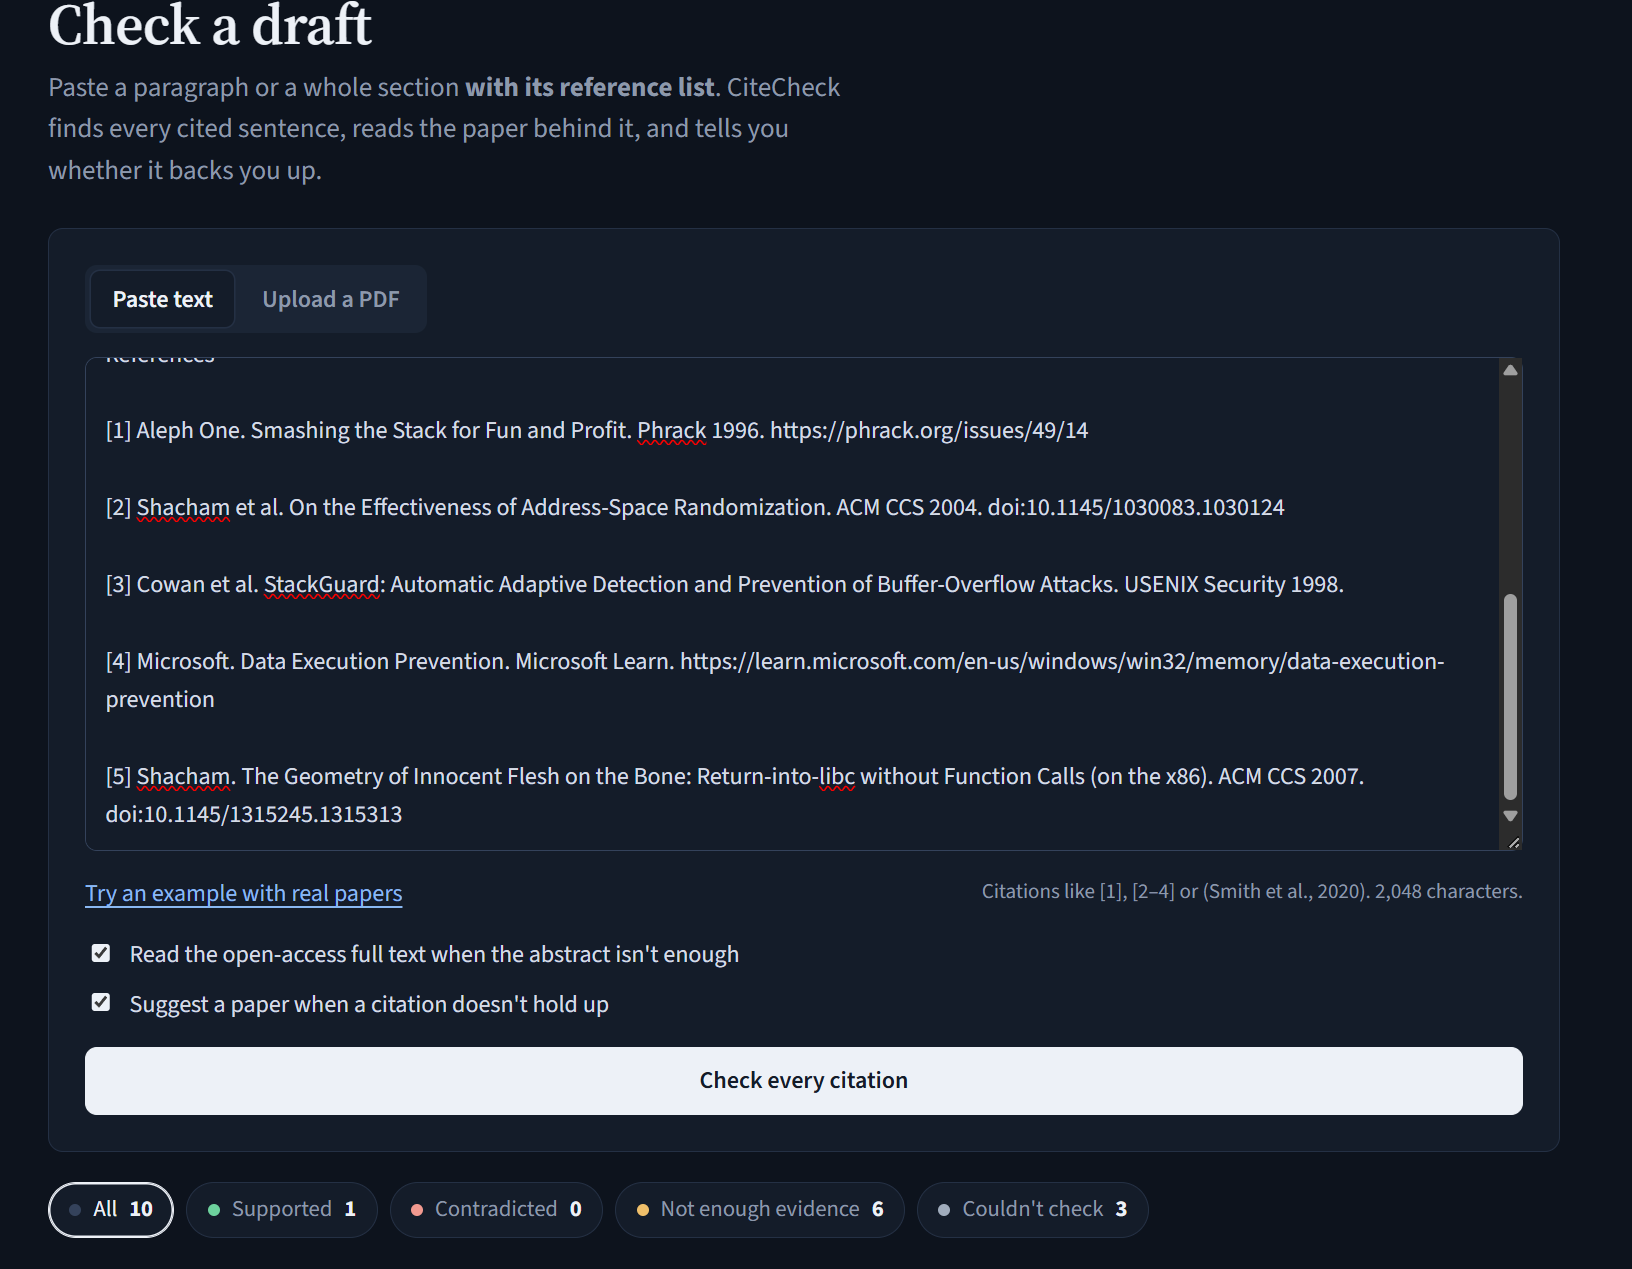 Check a draft
Paste a paragraph or a whole section with its reference list. CiteCheck
finds every cited sentence, reads the paper behind it, and tells you
whether it backs you up.
Paste text
Upload a PDF
References
[1] Aleph One. Smashing the Stack for Fun and Profit. Phrack 1996. https://phrack.org/issues/49/14
[2] Shacham et al. On the Effectiveness of Address-Space Randomization. ACM CCS 2004. doi:10.1145/1030083.1030124
[3] Cowan et al. StackGuard: Automatic Adaptive Detection and Prevention of Buffer-Overflow Attacks. USENIX Security 1998.
[4] Microsoft. Data Execution Prevention. Microsoft Learn. https://learn.microsoft.com/en-us/windows/win32/memory/data-execution-
prevention
[5] Shacham. The Geometry of Innocent Flesh on the Bone: Return-into-libc without Function Calls (on the x86). ACM CCS 2007.
doi:10.1145/1315245.1315313
Try an example with real papers
Citations like [1], [2–4] or (Smith et al., 2020). 2,048 characters.
Read the open-access full text when the abstract isn't enough
Suggest a paper when a citation doesn't hold up
Check every citation
All 10
Supported 1
Contradicted 0
Not enough evidence 6
Couldn't check 3